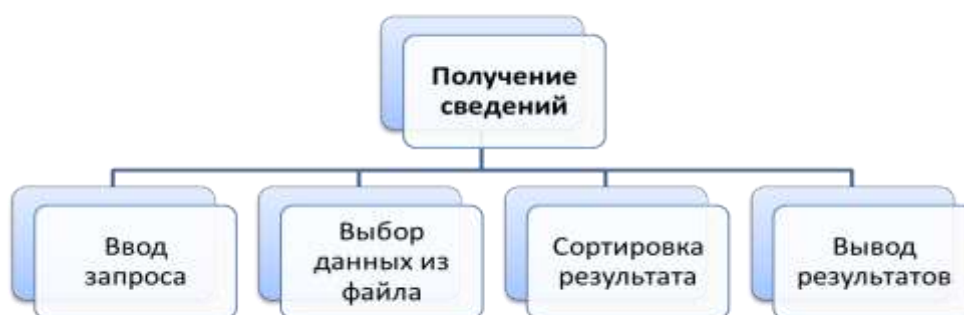 Получение
сведений
Ввод
запроса
Выбор
данных из
файла
Сортировка
результата
Вывод
результатов